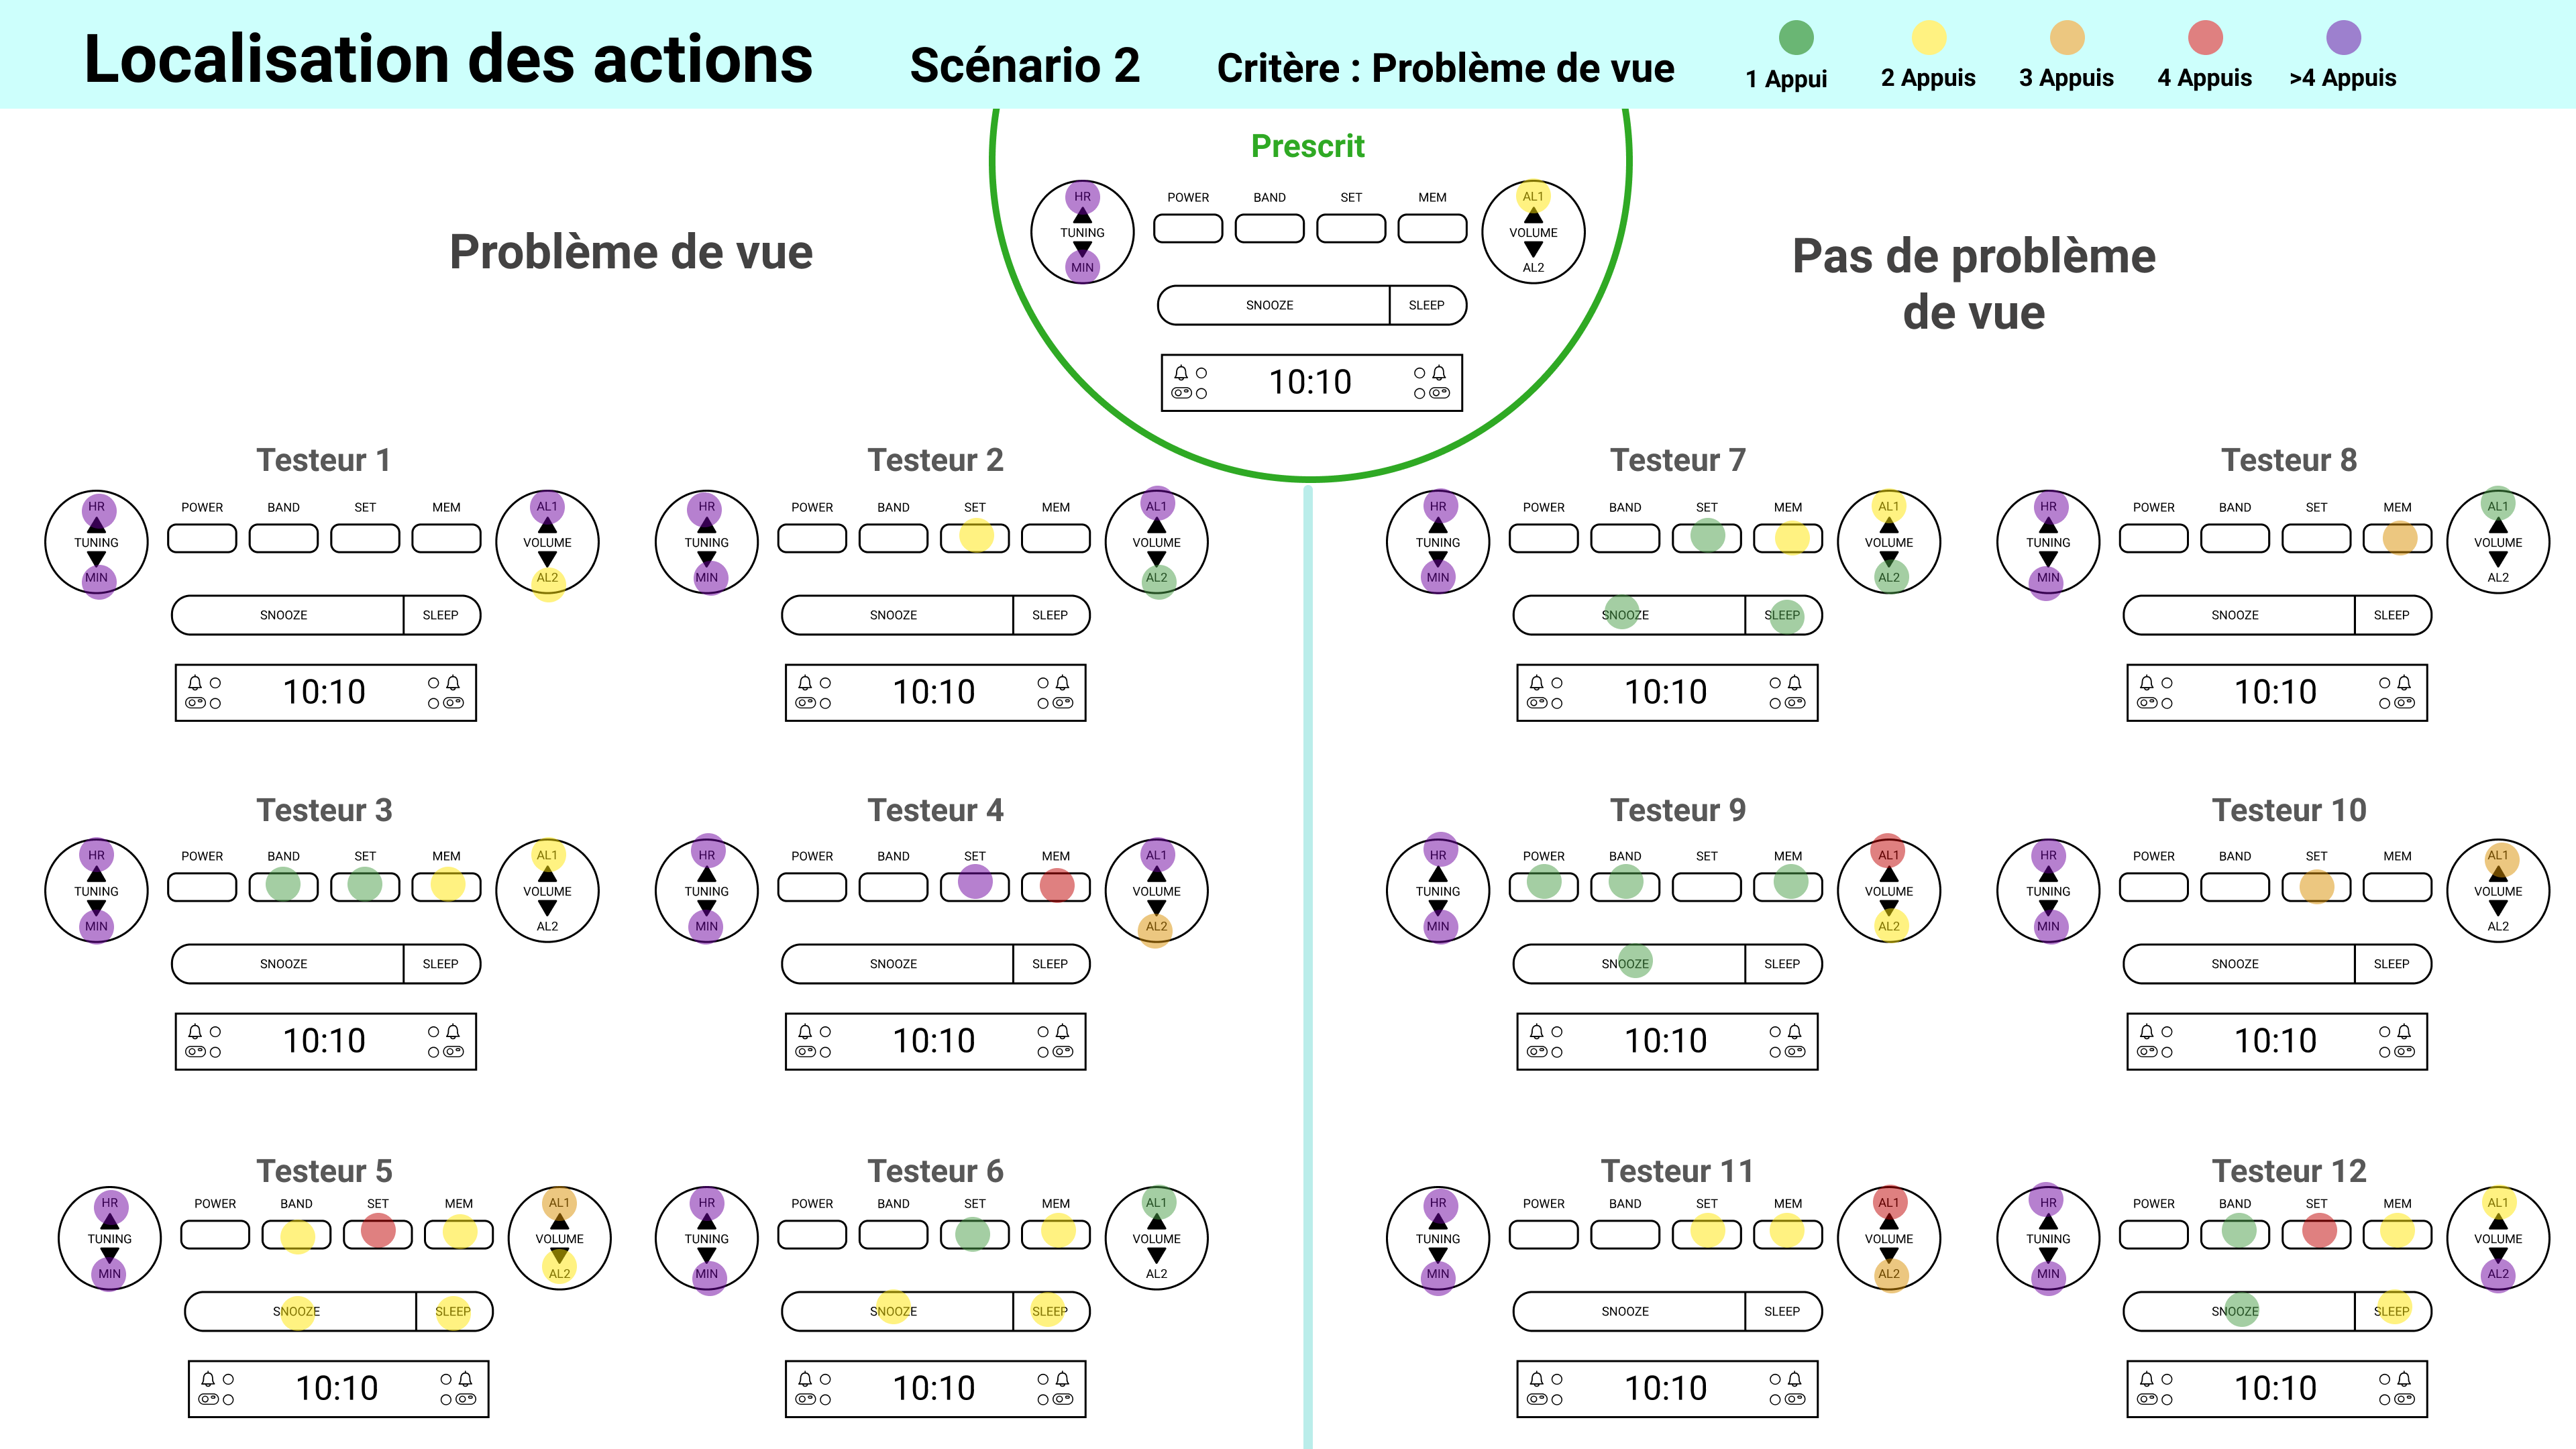 Localisation des actions
Scénario 2
Critère : Problème de vue
1 Appui
2 Appuis
3 Appuis
4 Appuis
>4 Appuis
Prescrit
HR
TUNING
MIN
POWER
BAND
SET
MEM
AL1
VOLUME
AL2
SNOOZE
SLEEP
10:10
Problème de vue
Pas de problème
de vue
Testeur 1
HR
TUNING
MIN
POWER
BAND
SET
MEM
AL1
VOLUME
AL2
SNOOZE
SLEEP
10:10
Testeur 2
HR
TUNING
MIN
POWER
BAND
SET
MEM
AL1
VOLUME
AL2
SNOOZE
SLEEP
10:10
Testeur 7
HR
TUNING
MIN
POWER
BAND
SET
MEM
AL1
VOLUME
AL2
SNOOZE
SLEEP
10:10
Testeur 8
HR
TUNING
MIN
POWER
BAND
SET
MEM
AL1
VOLUME
AL2
SNOOZE
SLEEP
10:10
Testeur 3
HR
TUNING
MIN
POWER
BAND
SET
MEM
AL1
VOLUME
AL2
SNOOZE
SLEEP
10:10
Testeur 4
HR
TUNING
MIN
POWER
BAND
SET
MEM
AL1
VOLUME
AL2
SNOOZE
SLEEP
10:10
Testeur 9
HR
TUNING
MIN
POWER
BAND
SET
MEM
AL1
VOLUME
AL2
SNOOZE
SLEEP
10:10
Testeur 10
HR
TUNING
MIN
POWER
BAND
SET
MEM
AL1
VOLUME
AL2
SNOOZE
SLEEP
10:10
Testeur 5
HR
TUNING
MIN
POWER
BAND
SET
MEM
AL1
VOLUME
AL2
SNOOZE
SLEEP
10:10
Testeur 6
HR
TUNING
MIN
POWER
BAND
SET
MEM
AL1
VOLUME
AL2
SNOOZE
SLEEP
10:10
Testeur 11
HR
TUNING
MIN
POWER
BAND
SET
MEM
AL1
VOLUME
AL2
SNOOZE
SLEEP
10:10
Testeur 12
HR
TUNING
MIN
POWER
BAND
SET
MEM
AL1
VOLUME
AL2
SNOOZE
SLEEP
10:10